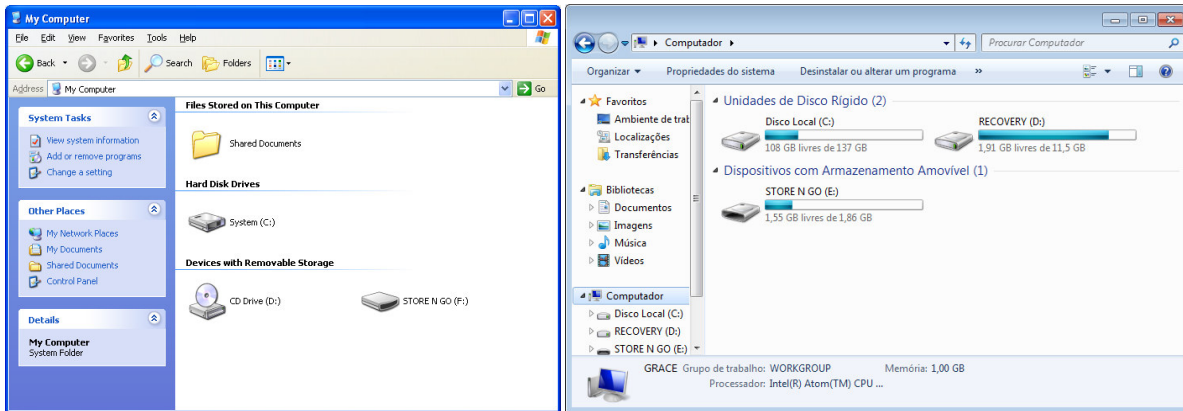 My Computer
File Edit View Favorites Tools Help
Back Search Folders
Address My Computer Go
System Tasks
View system information
Add or remove programs
Change a setting
Other Places
My Network Places
My Documents
Shared Documents
Control Panel
Details
My Computer
System Folder
Files Stored on This Computer
Shared Documents
Hard Disk Drives
System (C:)
Devices with Removable Storage
CD Drive (D:) STORE N GO (F:)
Computador Procurar Computador
Organizar Propriedades do sistema Desinstalar ou alterar um programa »
Favoritos
Ambiente de trab
Localizações
Transferências
Bibliotecas
Documentos
Imagens
Música
Vídeos
Computador
Disco Local (C:)
RECOVERY (D:)
STORE N GO (E:)
Unidades de Disco Rígido (2)
Disco Local (C:)
108 GB livres de 137 GB
RECOVERY (D:)
1,91 GB livres de 11,5 GB
Dispositivos com Armazenamento Amovível (1)
STORE N GO (E:)
1,55 GB livres de 1,86 GB
GRACE Grupo de trabalho: WORKGROUP Memória: 1,00 GB
Processador: Intel(R) Atom(TM) CPU ...